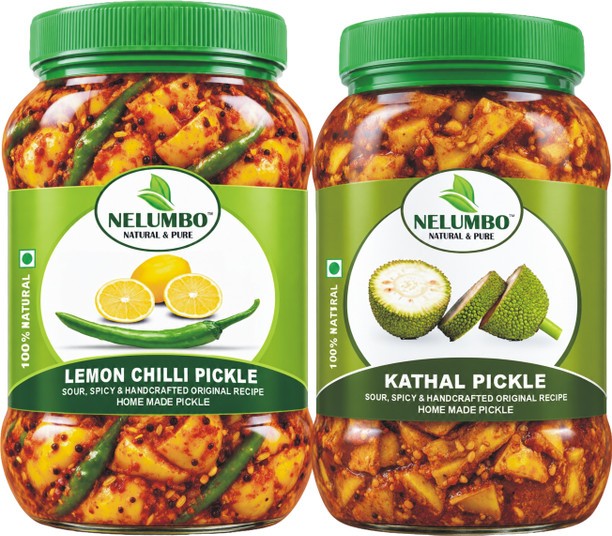 NELUMBO™
NATURAL & PURE
100% NATURAL
LEMON CHILLI PICKLE
SOUR, SPICY & HANDCRAFTED ORIGINAL RECIPE
HOME MADE PICKLE
NELUMBO™
NATURAL & PURE
100% NATURAL
KATHAL PICKLE
SOUR, SPICY & HANDCRAFTED ORIGINAL RECIPE
HOME MADE PICKLE